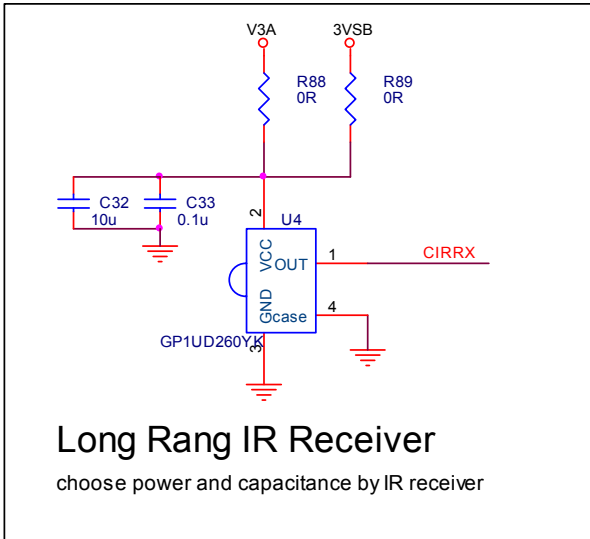 V3A 3VSB
R88 R89
0R 0R
C32 C33
10u 0.1u
2 U4
VCC OUT 1 CIRRX
GND case 4
GP1UD260YK
3
Long Rang IR Receiver
choose power and capacitance by IR receiver